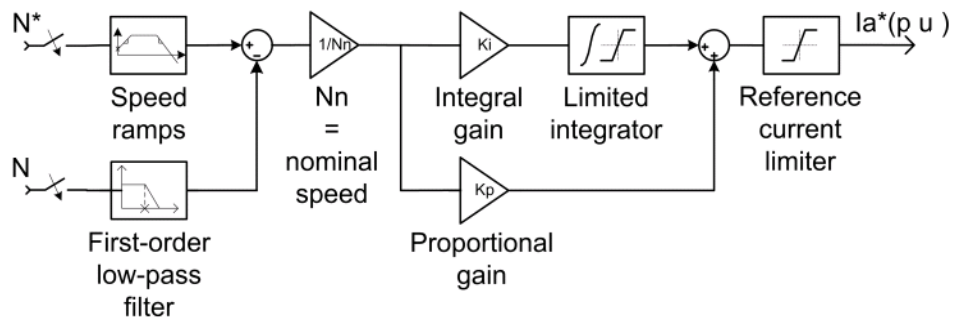 N*
Ia*(p u )
1/Nn
Ki
Speed
ramps
Nn
=
nominal
speed
Integral
gain
Limited
integrator
Reference
current
limiter
N
Kp
First-order
low-pass
filter
Proportional
gain